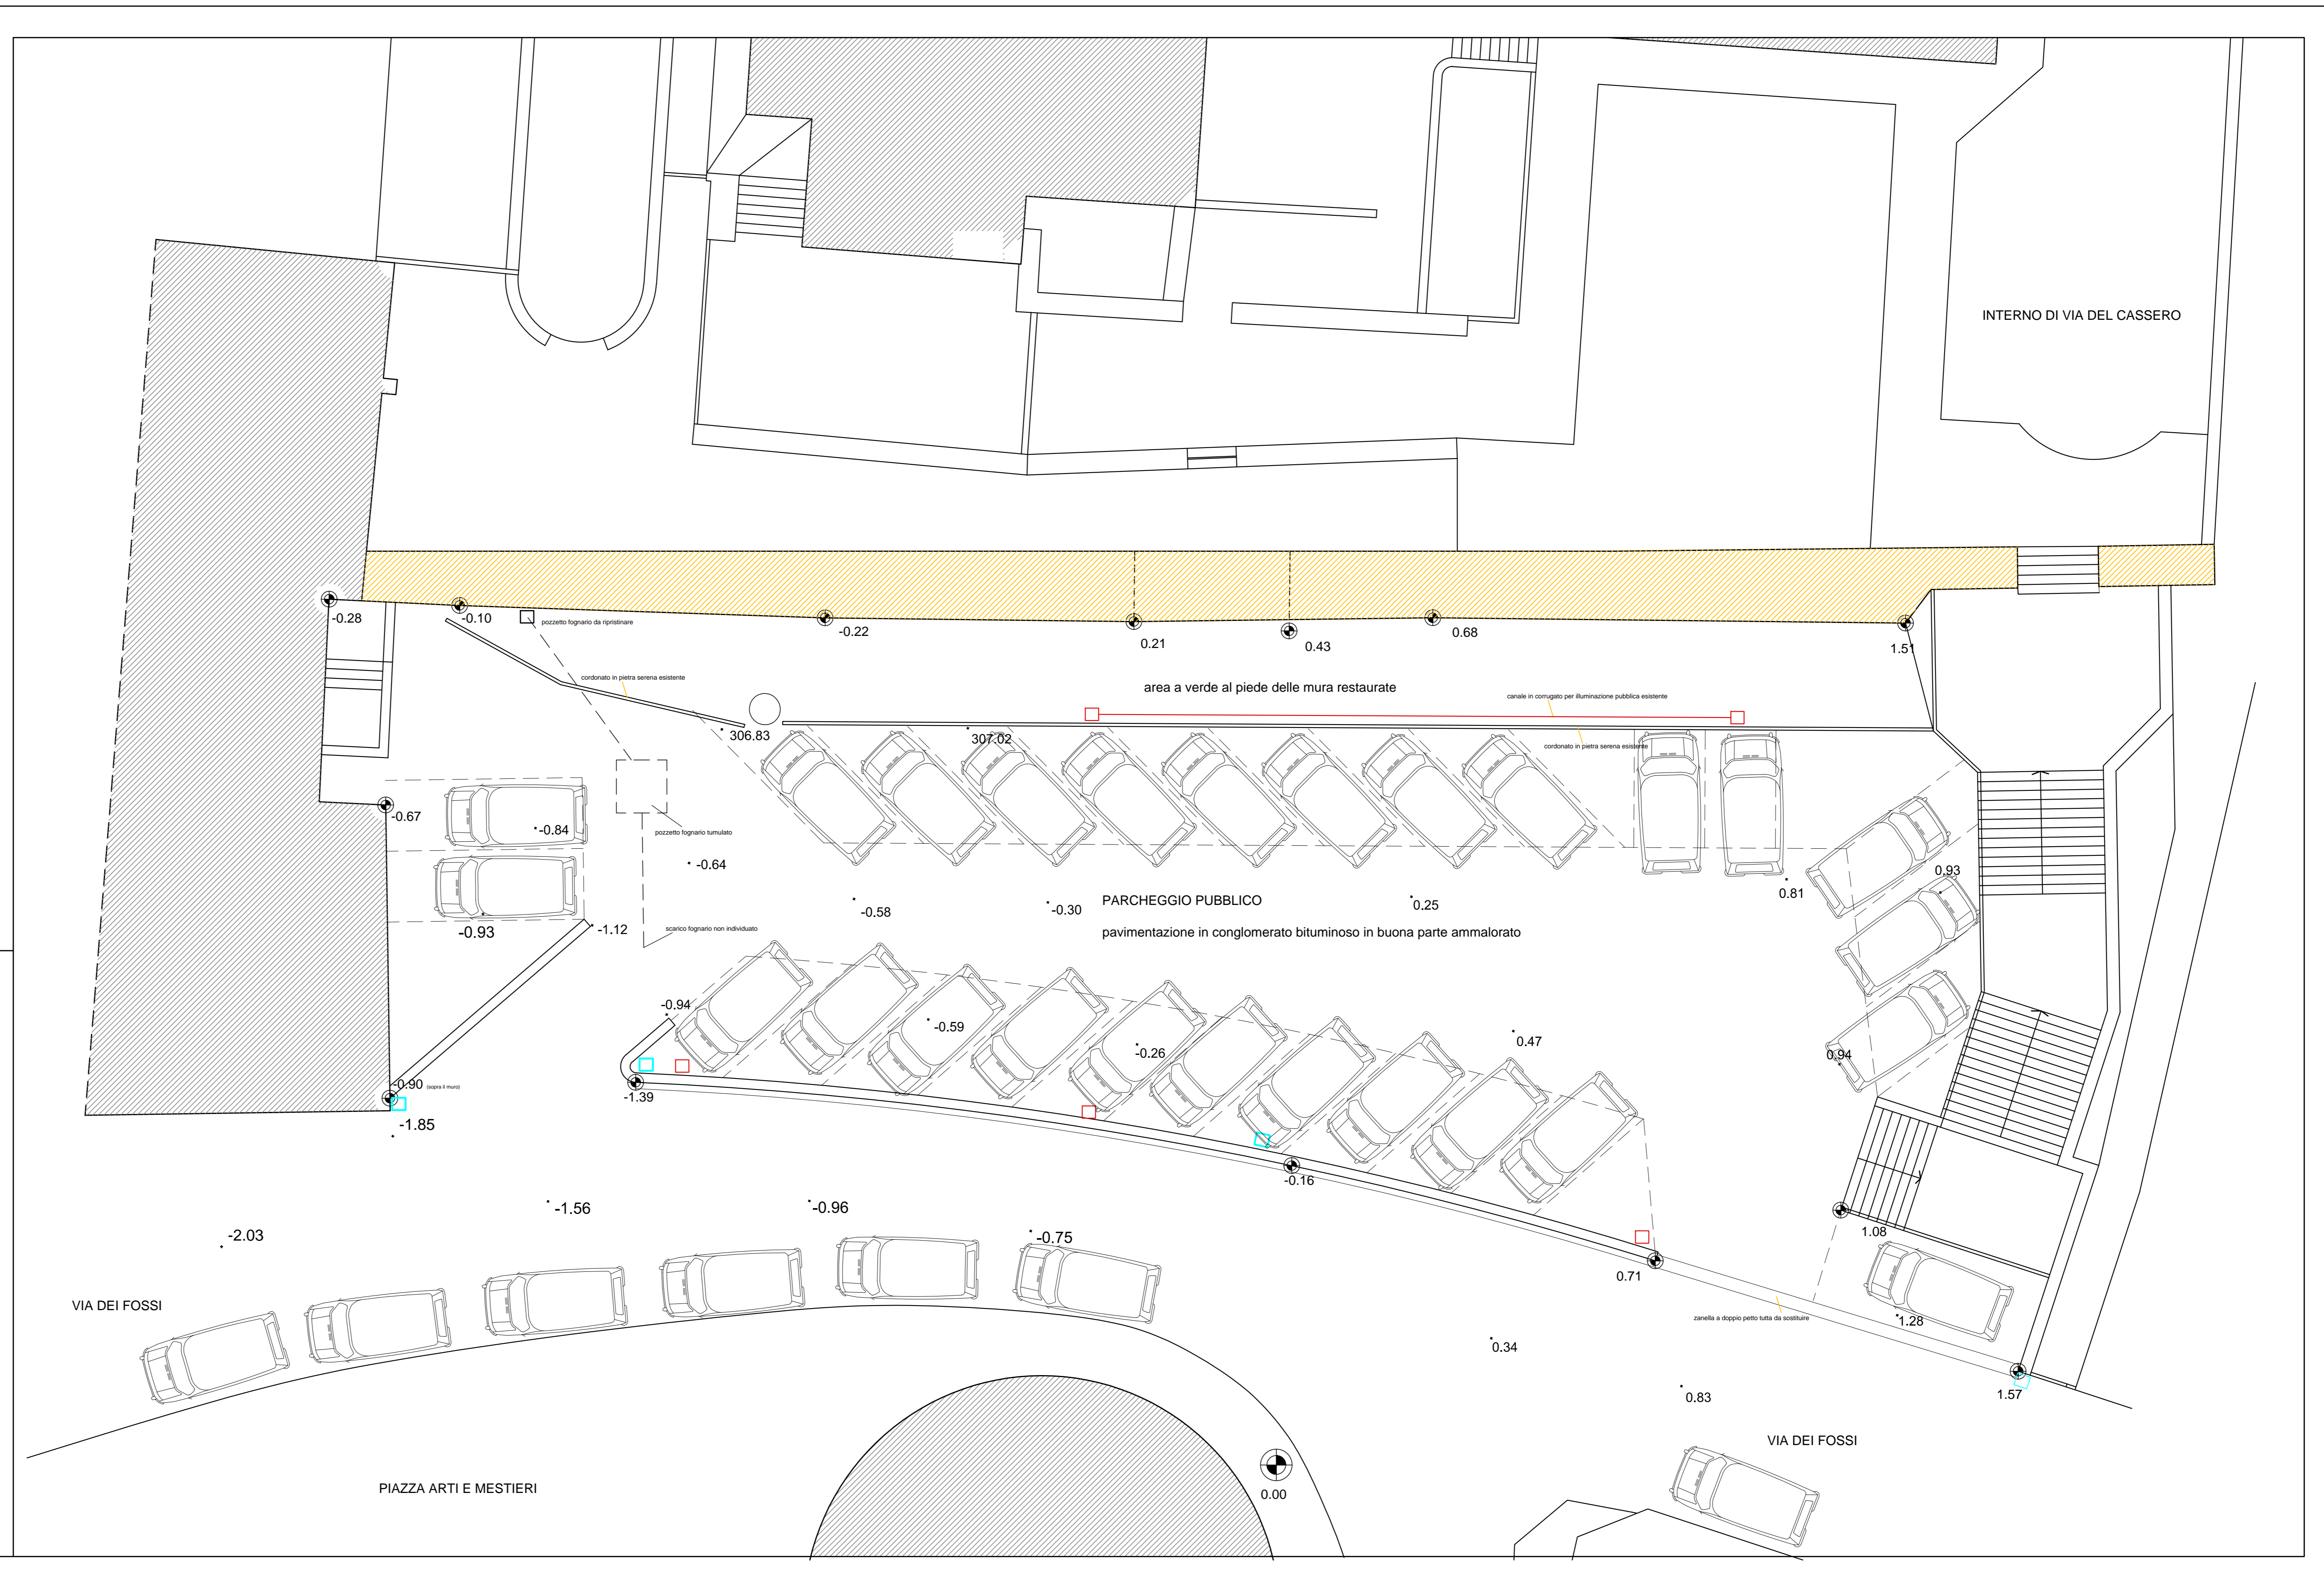 INTERNO DI VIA DEL CASSERO
-0.28
-0.10
pozzetto fognario da ripristinare
-0.22
0.21
0.43
0.68
1.51
cordonato in pietra serena esistente
area a verde al piede delle mura restaurate
canale in corrugato per illuminazione pubblica esistente
306.83
307.02
cordonato in pietra serena esistente
-0.67
-0.84
pozzetto fognario tumulato
-0.64
0.93
0.81
-0.58
-0.30
PARCHEGGIO PUBBLICO
0.25
-0.93
-1.12
scarico fognario non individuato
pavimentazione in conglomerato bituminoso in buona parte ammalorato
-0.94
-0.59
-0.26
0.47
0.94
-0.90 (sopra il muro)
-1.39
-1.85
-0.16
-1.56
-0.96
-2.03
-0.75
1.08
0.71
VIA DEI FOSSI
zanella a doppio petto tutta da sostituire
1.28
0.34
0.83
1.57
VIA DEI FOSSI
PIAZZA ARTI E MESTIERI
0.00